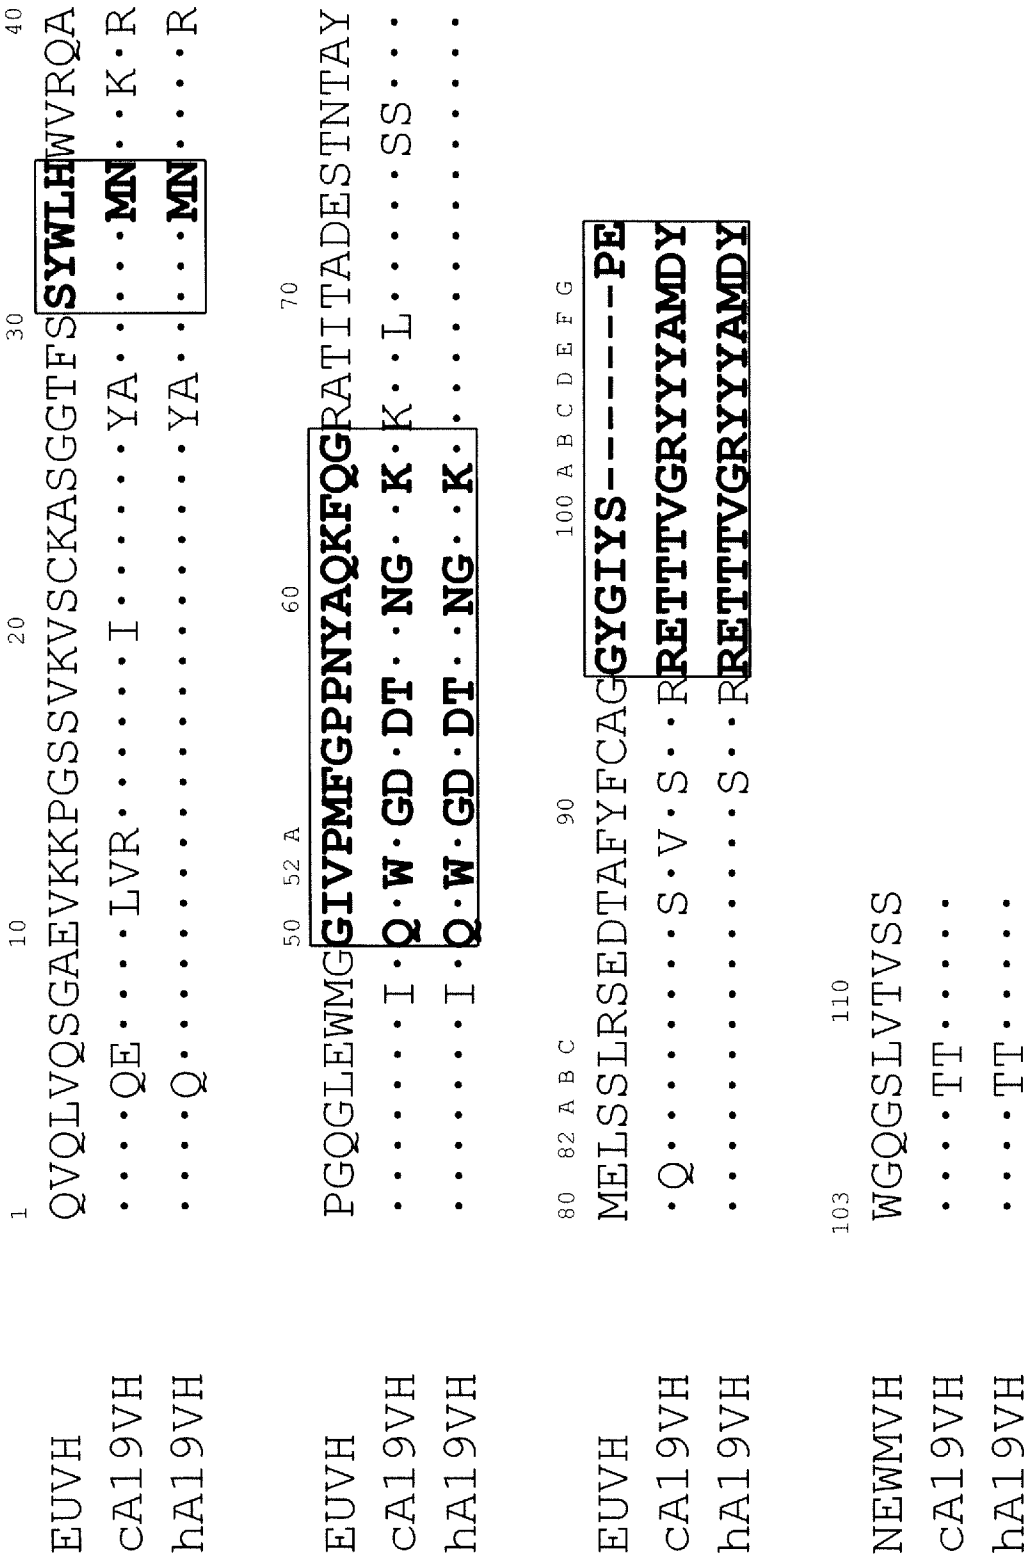 1 10 20 30 40
EUVH QVQLVQSGAEVKKPGSSVKVSCKASGGTFSSYWLHWVRQA
cA19VH ····QE····LVR······I······YA·····MN··K·R
hA19VH ····Q·····················YA·····MN····R
50 52 A 60 70
EUVH PGQGLEWMGGIVPMFGPPNYAQKFQGRATITADESTNTAY
cA19VH ·······I·Q·W·GD·DT··NG··K·K··L·····SS···
hA19VH ·······I·Q·W·GD·DT··NG··K···············
80 82 A B C 90 100 A B C D E F G
EUVH MELSSLRSEDTAFYFCAGGYGIYS-------PE
cA19VH ·Q········S·V·S··RRETTTVGRYYYAMDY
hA19VH ··············S··RRETTTVGRYYYAMDY
103 110
NEWMVH WGQGSLVTVSS
cA19VH ····TT·····
hA19VH ····TT·····